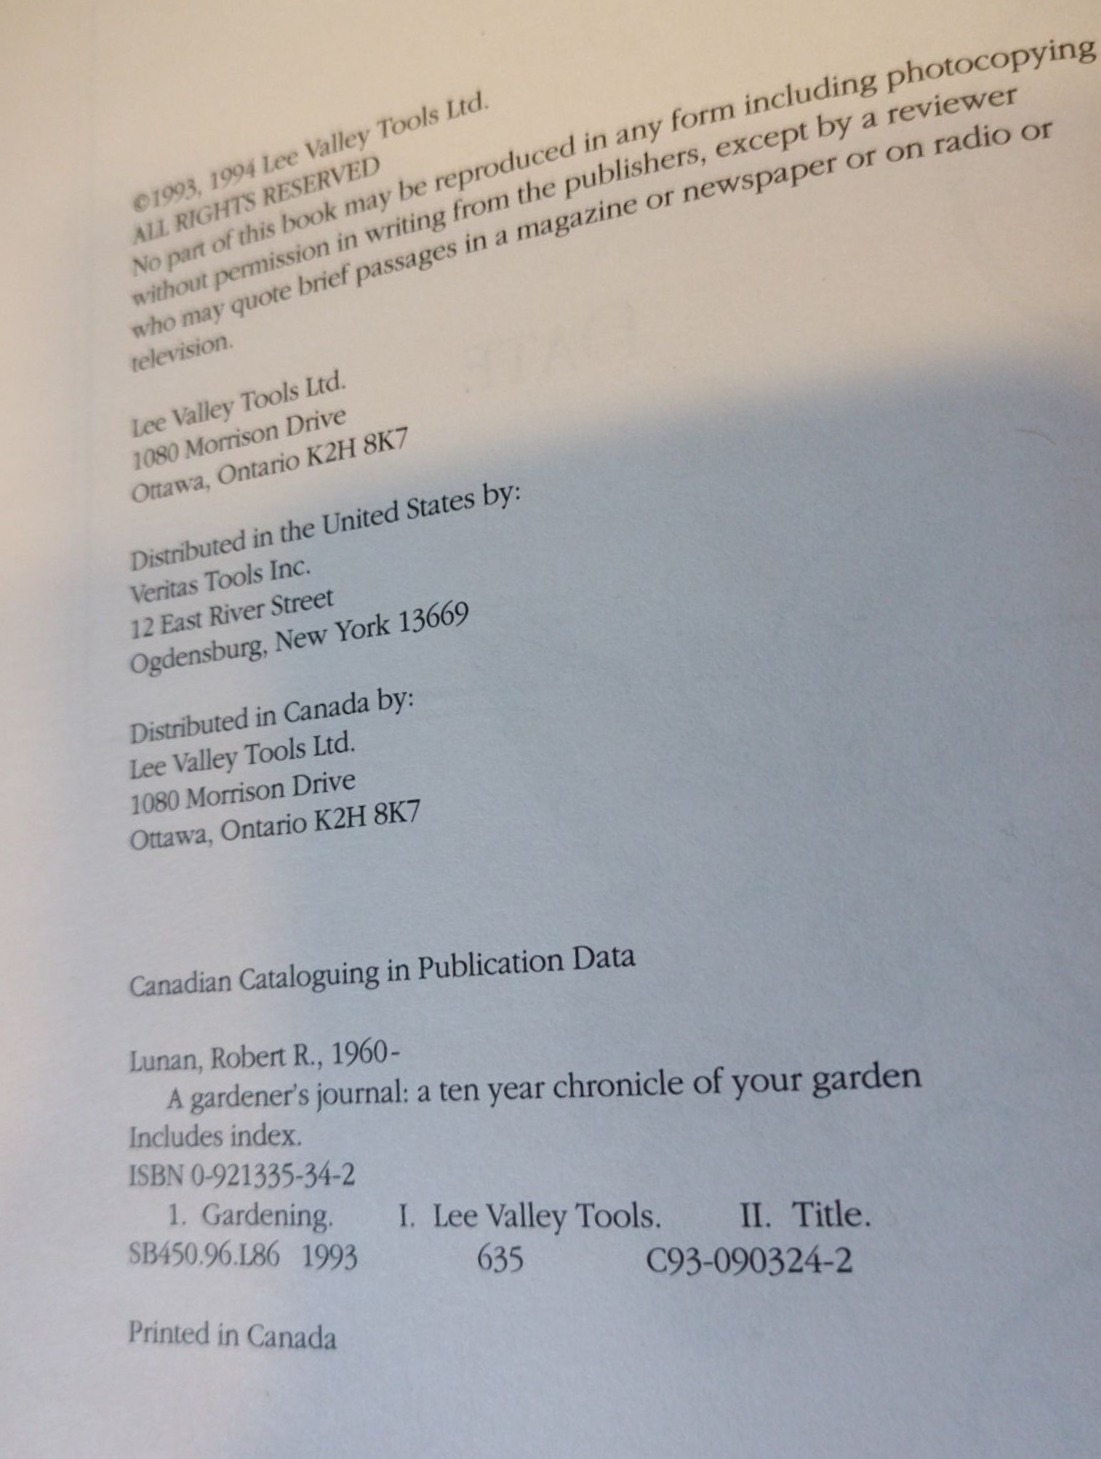 ©1993, 1994 Lee Valley Tools Ltd.
ALL RIGHTS RESERVED
No part of this book may be reproduced in any form including photocopying
without permission in writing from the publishers, except by a reviewer
who may quote brief passages in a magazine or newspaper or on radio or
television.
Lee Valley Tools Ltd.
1080 Morrison Drive
Ottawa, Ontario K2H 8K7
Distributed in the United States by:
Veritas Tools Inc.
12 East River Street
Ogdensburg, New York 13669
Distributed in Canada by:
Lee Valley Tools Ltd.
1080 Morrison Drive
Ottawa, Ontario K2H 8K7
Canadian Cataloguing in Publication Data
Lunan, Robert R., 1960-
A gardener's journal: a ten year chronicle of your garden
Includes index.
ISBN 0-921335-34-2
1. Gardening. I. Lee Valley Tools. II. Title.
SB450.96.L86 1993 635 C93-090324-2
Printed in Canada